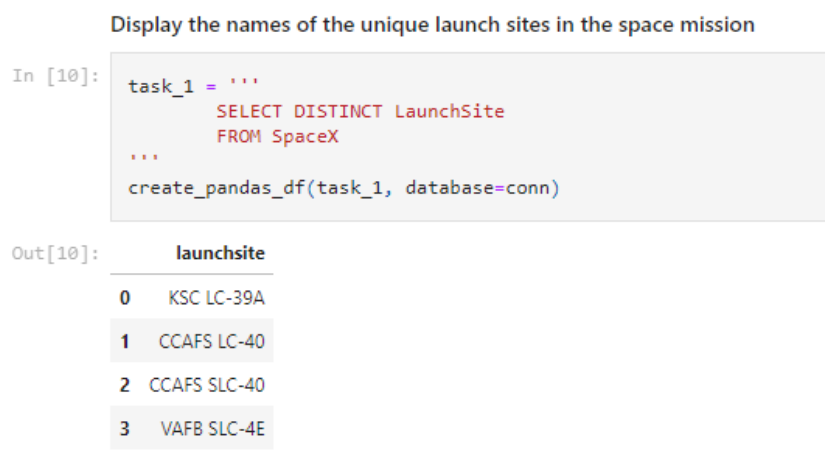 Display the names of the unique launch sites in the space mission
In [10]:
task_1 = '''
SELECT DISTINCT LaunchSite
FROM SpaceX
'''
create_pandas_df(task_1, database=conn)
Out[10]:
launchsite
0 KSC LC-39A
1 CCAFS LC-40
2 CCAFS SLC-40
3 VAFB SLC-4E